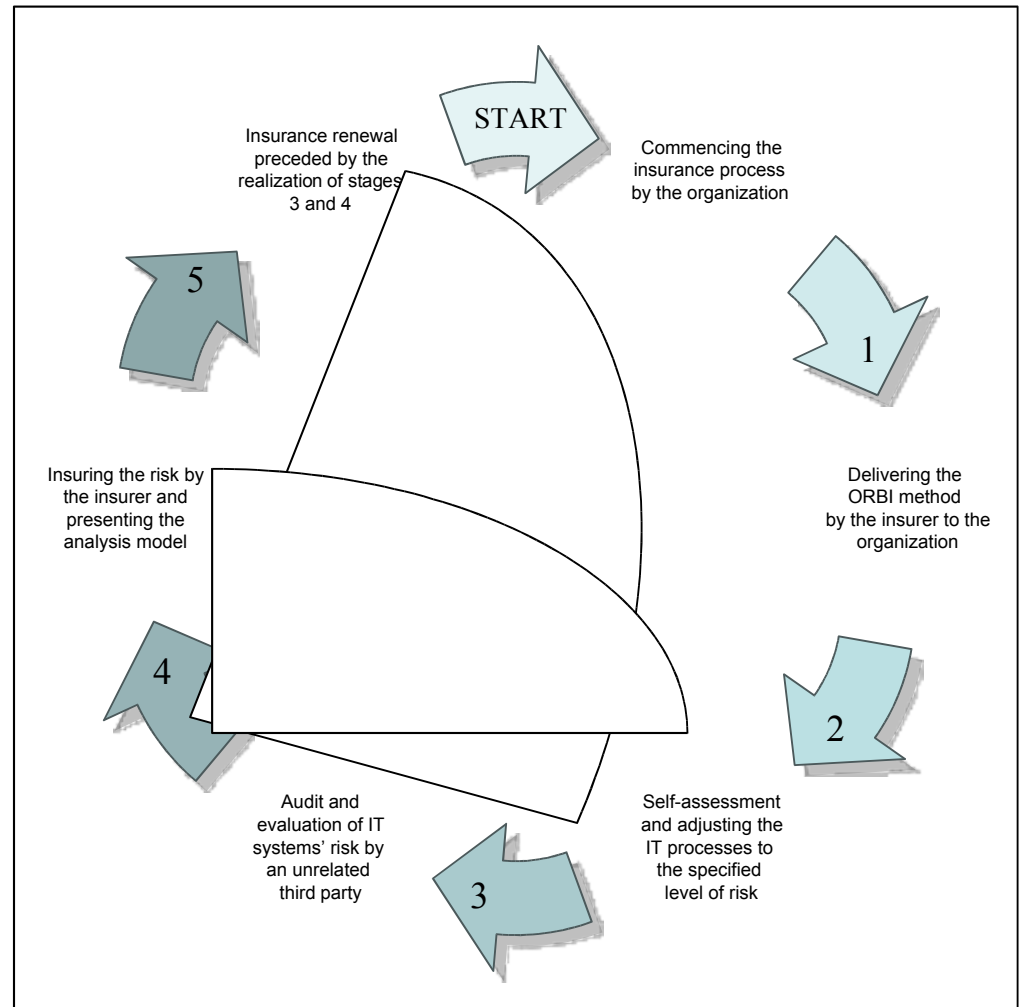 START
Commencing the
insurance process
by the organization
1
Delivering the
ORBI method
by the insurer to the
organization
2
Self-assessment
and adjusting the
IT processes to
the specified
level of risk
3
Audit and
evaluation of IT
systems’ risk by
an unrelated
third party
4
Insuring the risk by
the insurer and
presenting the
analysis model
5
Insurance renewal
preceded by the
realization of stages
3 and 4